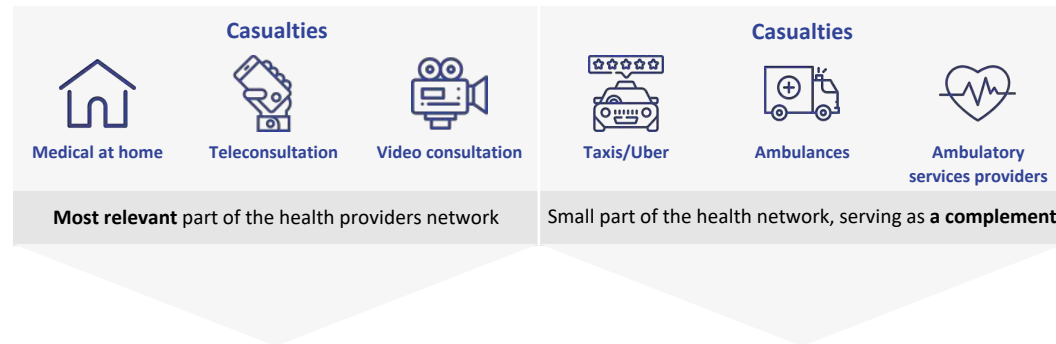 Casualties
Medical at home
Teleconsultation
Video consultation
Most relevant part of the health providers network
Casualties
Taxis/Uber
Ambulances
Ambulatory
services providers
Small part of the health network, serving as a complement